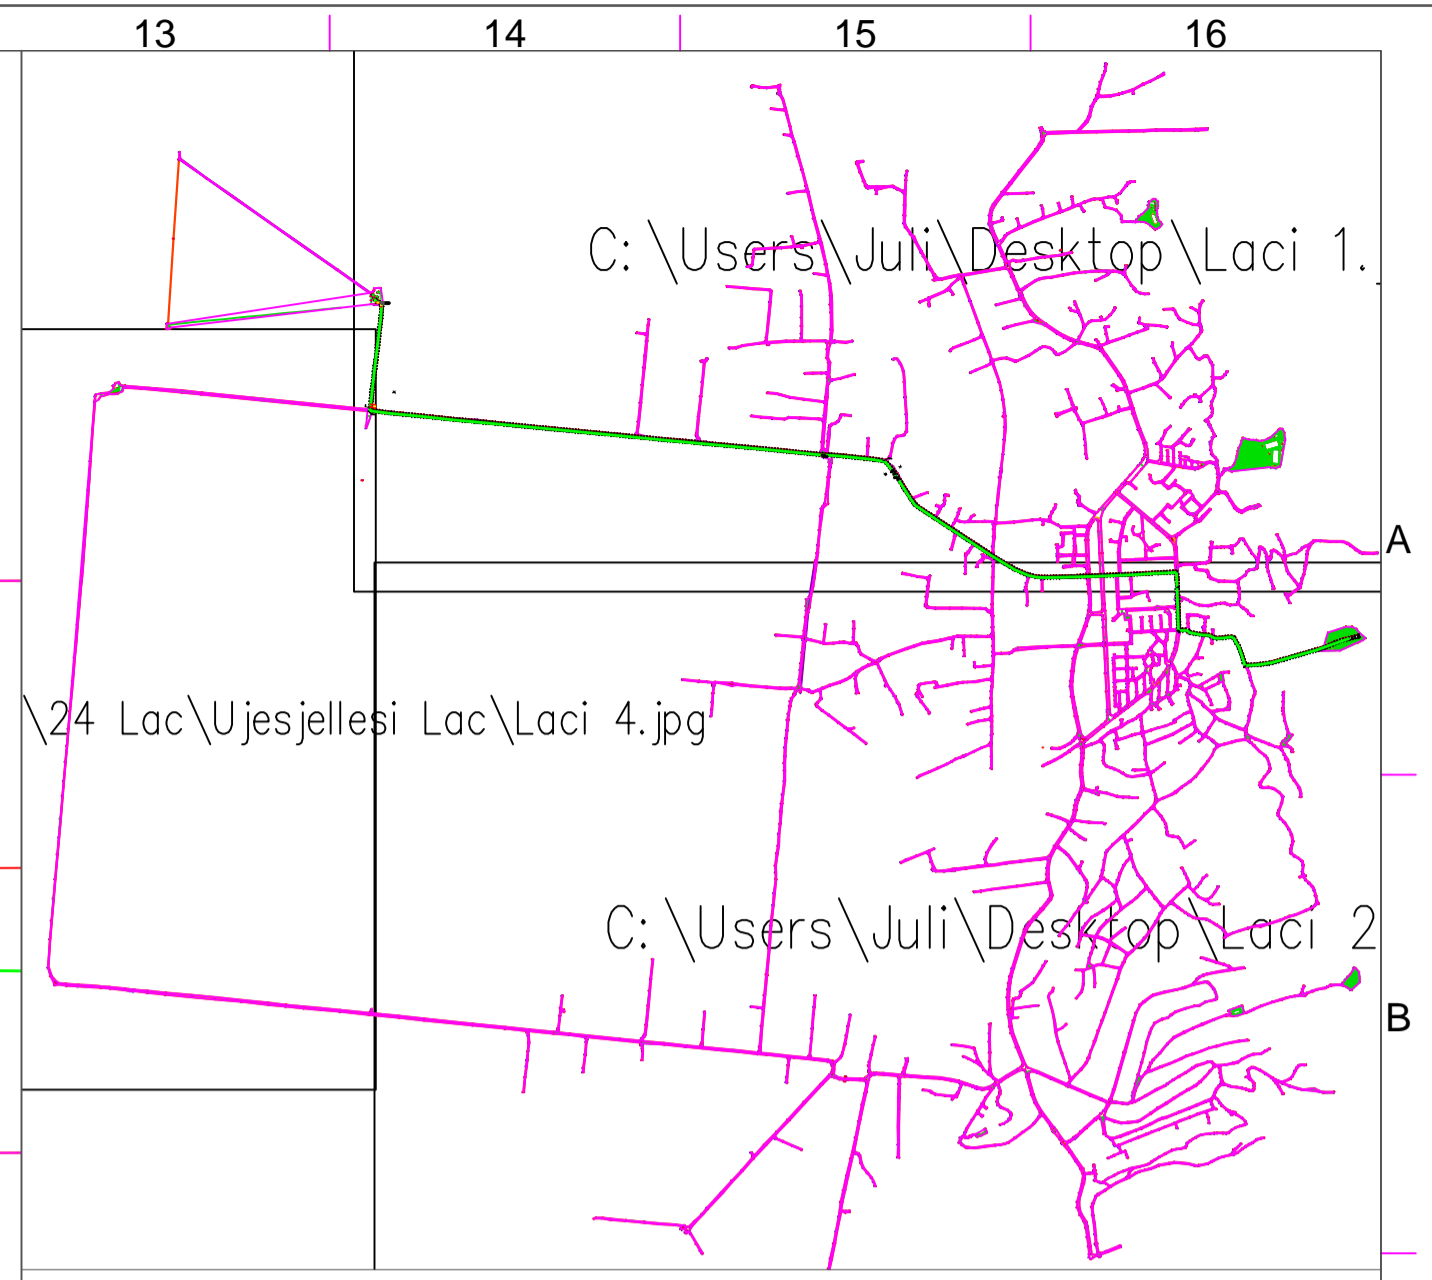 13 14 15 16
C:\Users\Juli\Desktop\Laci 1.
A
\24 Lac\Ujesjellesi Lac\Laci 4.jpg
C:\Users\Juli\Desktop\Laci 2
B